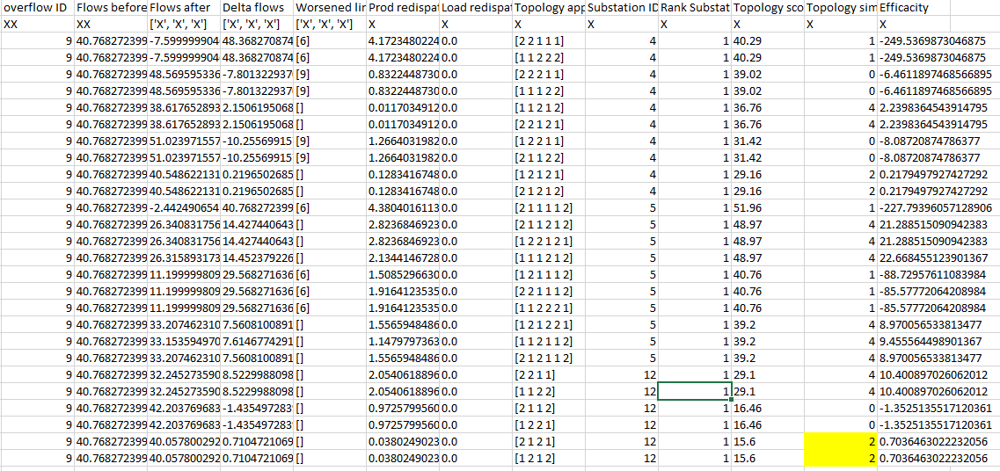 overflow ID Flows before Flows after Delta flows Worsened lin Prod redispat Load redispat Topology app Substation ID Rank Substat Topology sco Topology sim Efficacity
XX XX ['X', 'X', 'X'] ['X', 'X', 'X'] ['X', 'X', 'X'] X X X X X X X X
9 40.768272399 -7.599999904 48.368270874 [6] 4.1723480224 0.0 [2 2 1 1 1] 4 1 40.29 1 -249.5369873046875
9 40.768272399 -7.599999904 48.368270874 [6] 4.1723480224 0.0 [1 1 2 2 2] 4 1 40.29 1 -249.5369873046875
9 40.768272399 48.569595336 -7.801322937 [9] 0.8322448730 0.0 [2 2 2 1 1] 4 1 39.02 0 -6.4611897468566895
9 40.768272399 48.569595336 -7.801322937 [9] 0.8322448730 0.0 [1 1 1 2 2] 4 1 39.02 0 -6.4611897468566895
9 40.768272399 38.617652893 2.1506195068 [] 0.0117034912 0.0 [1 1 2 1 2] 4 1 36.76 4 2.2398364543914795
9 40.768272399 38.617652893 2.1506195068 [] 0.0117034912 0.0 [2 2 1 2 1] 4 1 36.76 4 2.2398364543914795
9 40.768272399 51.023971557 -10.25569915 [9] 1.2664031982 0.0 [1 2 2 1 1] 4 1 31.42 0 -8.08720874786377
9 40.768272399 51.023971557 -10.25569915 [9] 1.2664031982 0.0 [2 1 1 2 2] 4 1 31.42 0 -8.08720874786377
9 40.768272399 40.548622131 0.2196502685 [] 0.1283416748 0.0 [1 2 1 2 1] 4 1 29.16 2 0.2179497927427292
9 40.768272399 40.548622131 0.2196502685 [] 0.1283416748 0.0 [2 1 2 1 2] 4 1 29.16 2 0.2179497927427292
9 40.768272399 -2.442490654 40.768272399 [6] 4.3804016113 0.0 [2 1 1 1 1 2] 5 1 51.96 1 -227.79396057128906
9 40.768272399 26.340831756 14.427440643 [] 2.8236846923 0.0 [2 1 1 2 1 2] 5 1 48.97 4 21.288515090942383
9 40.768272399 26.340831756 14.427440643 [] 2.8236846923 0.0 [1 2 2 1 2 1] 5 1 48.97 4 21.288515090942383
9 40.768272399 26.315893173 14.452379226 [] 2.1344146728 0.0 [1 1 1 2 1 2] 5 1 48.97 4 22.668455123901367
9 40.768272399 11.199999809 29.568271636 [6] 1.5085296630 0.0 [1 1 1 1 1 2] 5 1 40.76 1 -88.72957611083984
9 40.768272399 11.199999809 29.568271636 [6] 1.9164123535 0.0 [2 2 1 1 1 2] 5 1 40.76 1 -85.57772064208984
9 40.768272399 11.199999809 29.568271636 [6] 1.9164123535 0.0 [1 1 2 2 2 1] 5 1 40.76 1 -85.57772064208984
9 40.768272399 33.207462310 7.5608100891 [] 1.5565948486 0.0 [1 2 1 2 2 1] 5 1 39.2 4 8.970056533813477
9 40.768272399 33.153594970 7.6146774291 [] 1.1479797363 0.0 [1 1 2 1 1 2] 5 1 39.2 4 9.455564498901367
9 40.768272399 33.207462310 7.5608100891 [] 1.5565948486 0.0 [2 1 2 1 1 2] 5 1 39.2 4 8.970056533813477
9 40.768272399 32.245273590 8.5229988098 [] 2.0540618896 0.0 [2 2 1 1] 12 1 29.1 4 10.400897026062012
9 40.768272399 32.245273590 8.5229988098 [] 2.0540618896 0.0 [1 1 2 2] 12 1 29.1 4 10.400897026062012
9 40.768272399 42.203769683 -1.435497283 [] 0.9725799560 0.0 [2 1 1 2] 12 1 16.46 0 -1.3525135517120361
9 40.768272399 42.203769683 -1.435497283 [] 0.9725799560 0.0 [1 2 2 1] 12 1 16.46 0 -1.3525135517120361
9 40.768272399 40.057800292 0.7104721069 [] 0.0380249023 0.0 [2 1 2 1] 12 1 15.6 2 0.7036463022232056
9 40.768272399 40.057800292 0.7104721069 [] 0.0380249023 0.0 [1 2 1 2] 12 1 15.6 2 0.7036463022232056